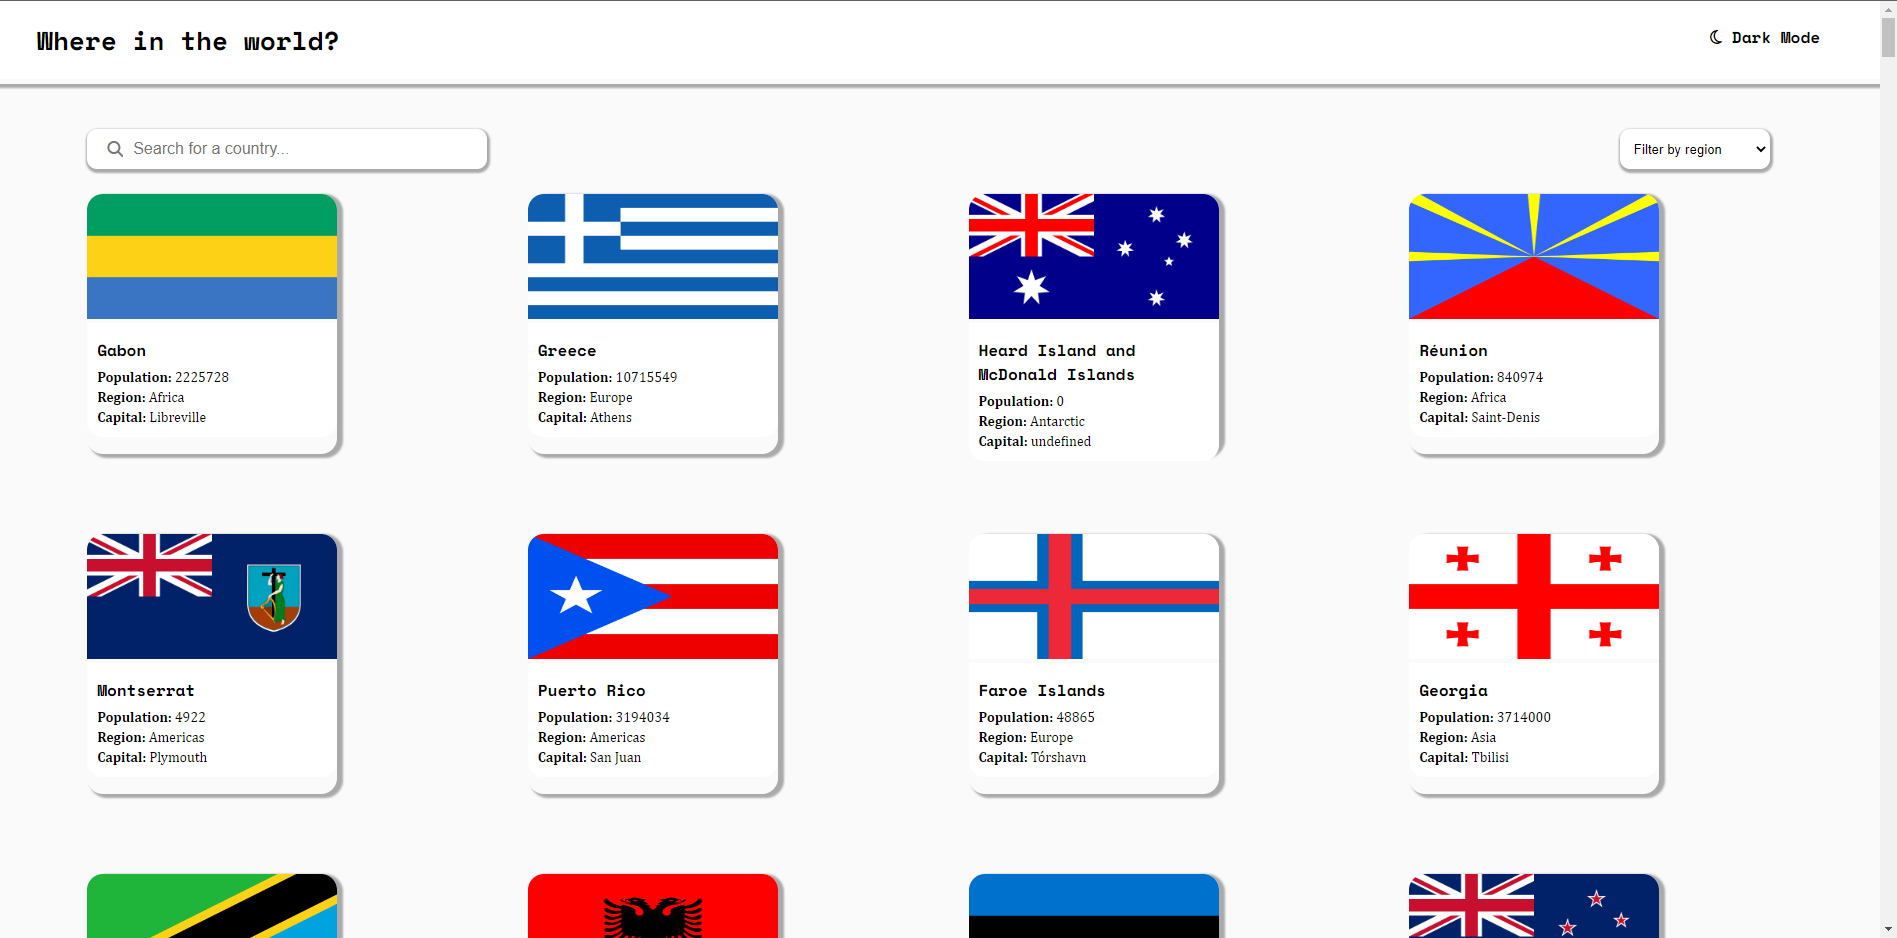 Where in the world?
Dark Mode
Search for a country...
Filter by region
Gabon
Population: 2225728
Region: Africa
Capital: Libreville
Greece
Population: 10715549
Region: Europe
Capital: Athens
Heard Island and
McDonald Islands
Population: 0
Region: Antarctic
Capital: undefined
Réunion
Population: 840974
Region: Africa
Capital: Saint-Denis
Montserrat
Population: 4922
Region: Americas
Capital: Plymouth
Puerto Rico
Population: 3194034
Region: Americas
Capital: San Juan
Faroe Islands
Population: 48865
Region: Europe
Capital: Tórshavn
Georgia
Population: 3714000
Region: Asia
Capital: Tbilisi